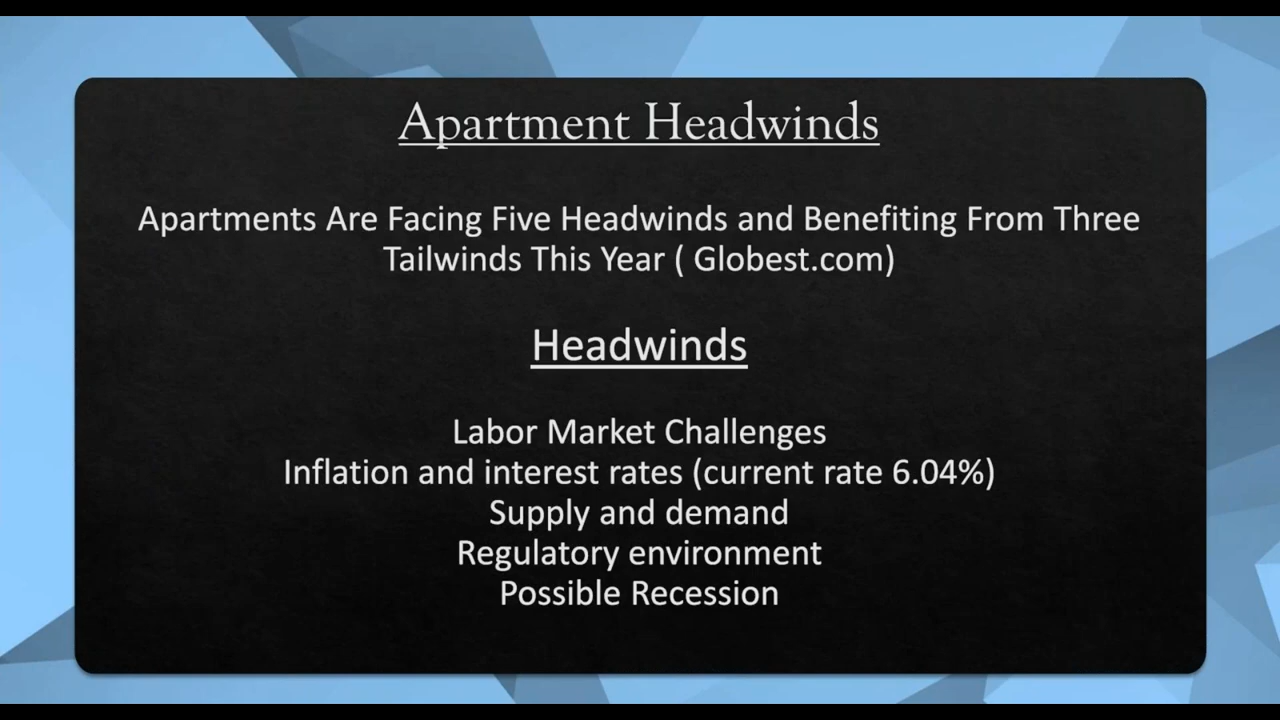 Apartment Headwinds
Apartments Are Facing Five Headwinds and Benefiting From Three
Tailwinds This Year ( Globest.com)
Headwinds
Labor Market Challenges
Inflation and interest rates (current rate 6.04%)
Supply and demand
Regulatory environment
Possible Recession